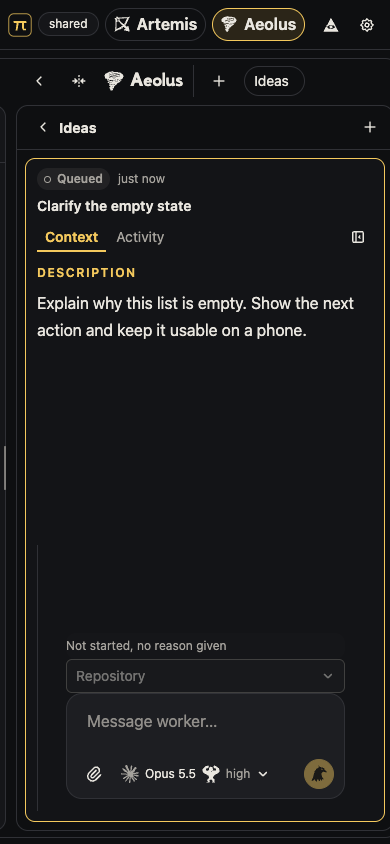 π shared Artemis Aeolus
Aeolus + Ideas
Ideas +
Queued just now
Clarify the empty state
Context Activity
DESCRIPTION
Explain why this list is empty. Show the next
action and keep it usable on a phone.
Not started, no reason given
Repository
Message worker...
Opus 5.5 high